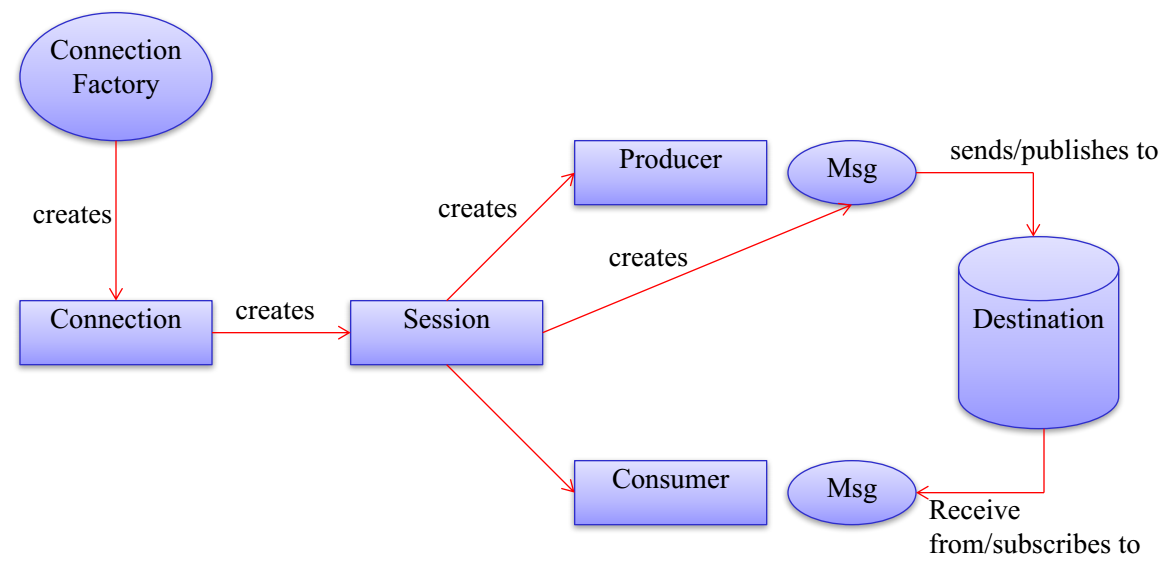 Connection
Factory
creates
Connection
creates
Session
creates
Producer
creates
Msg
sends/publishes to
Destination
Consumer
Msg
Receive
from/subscribes to